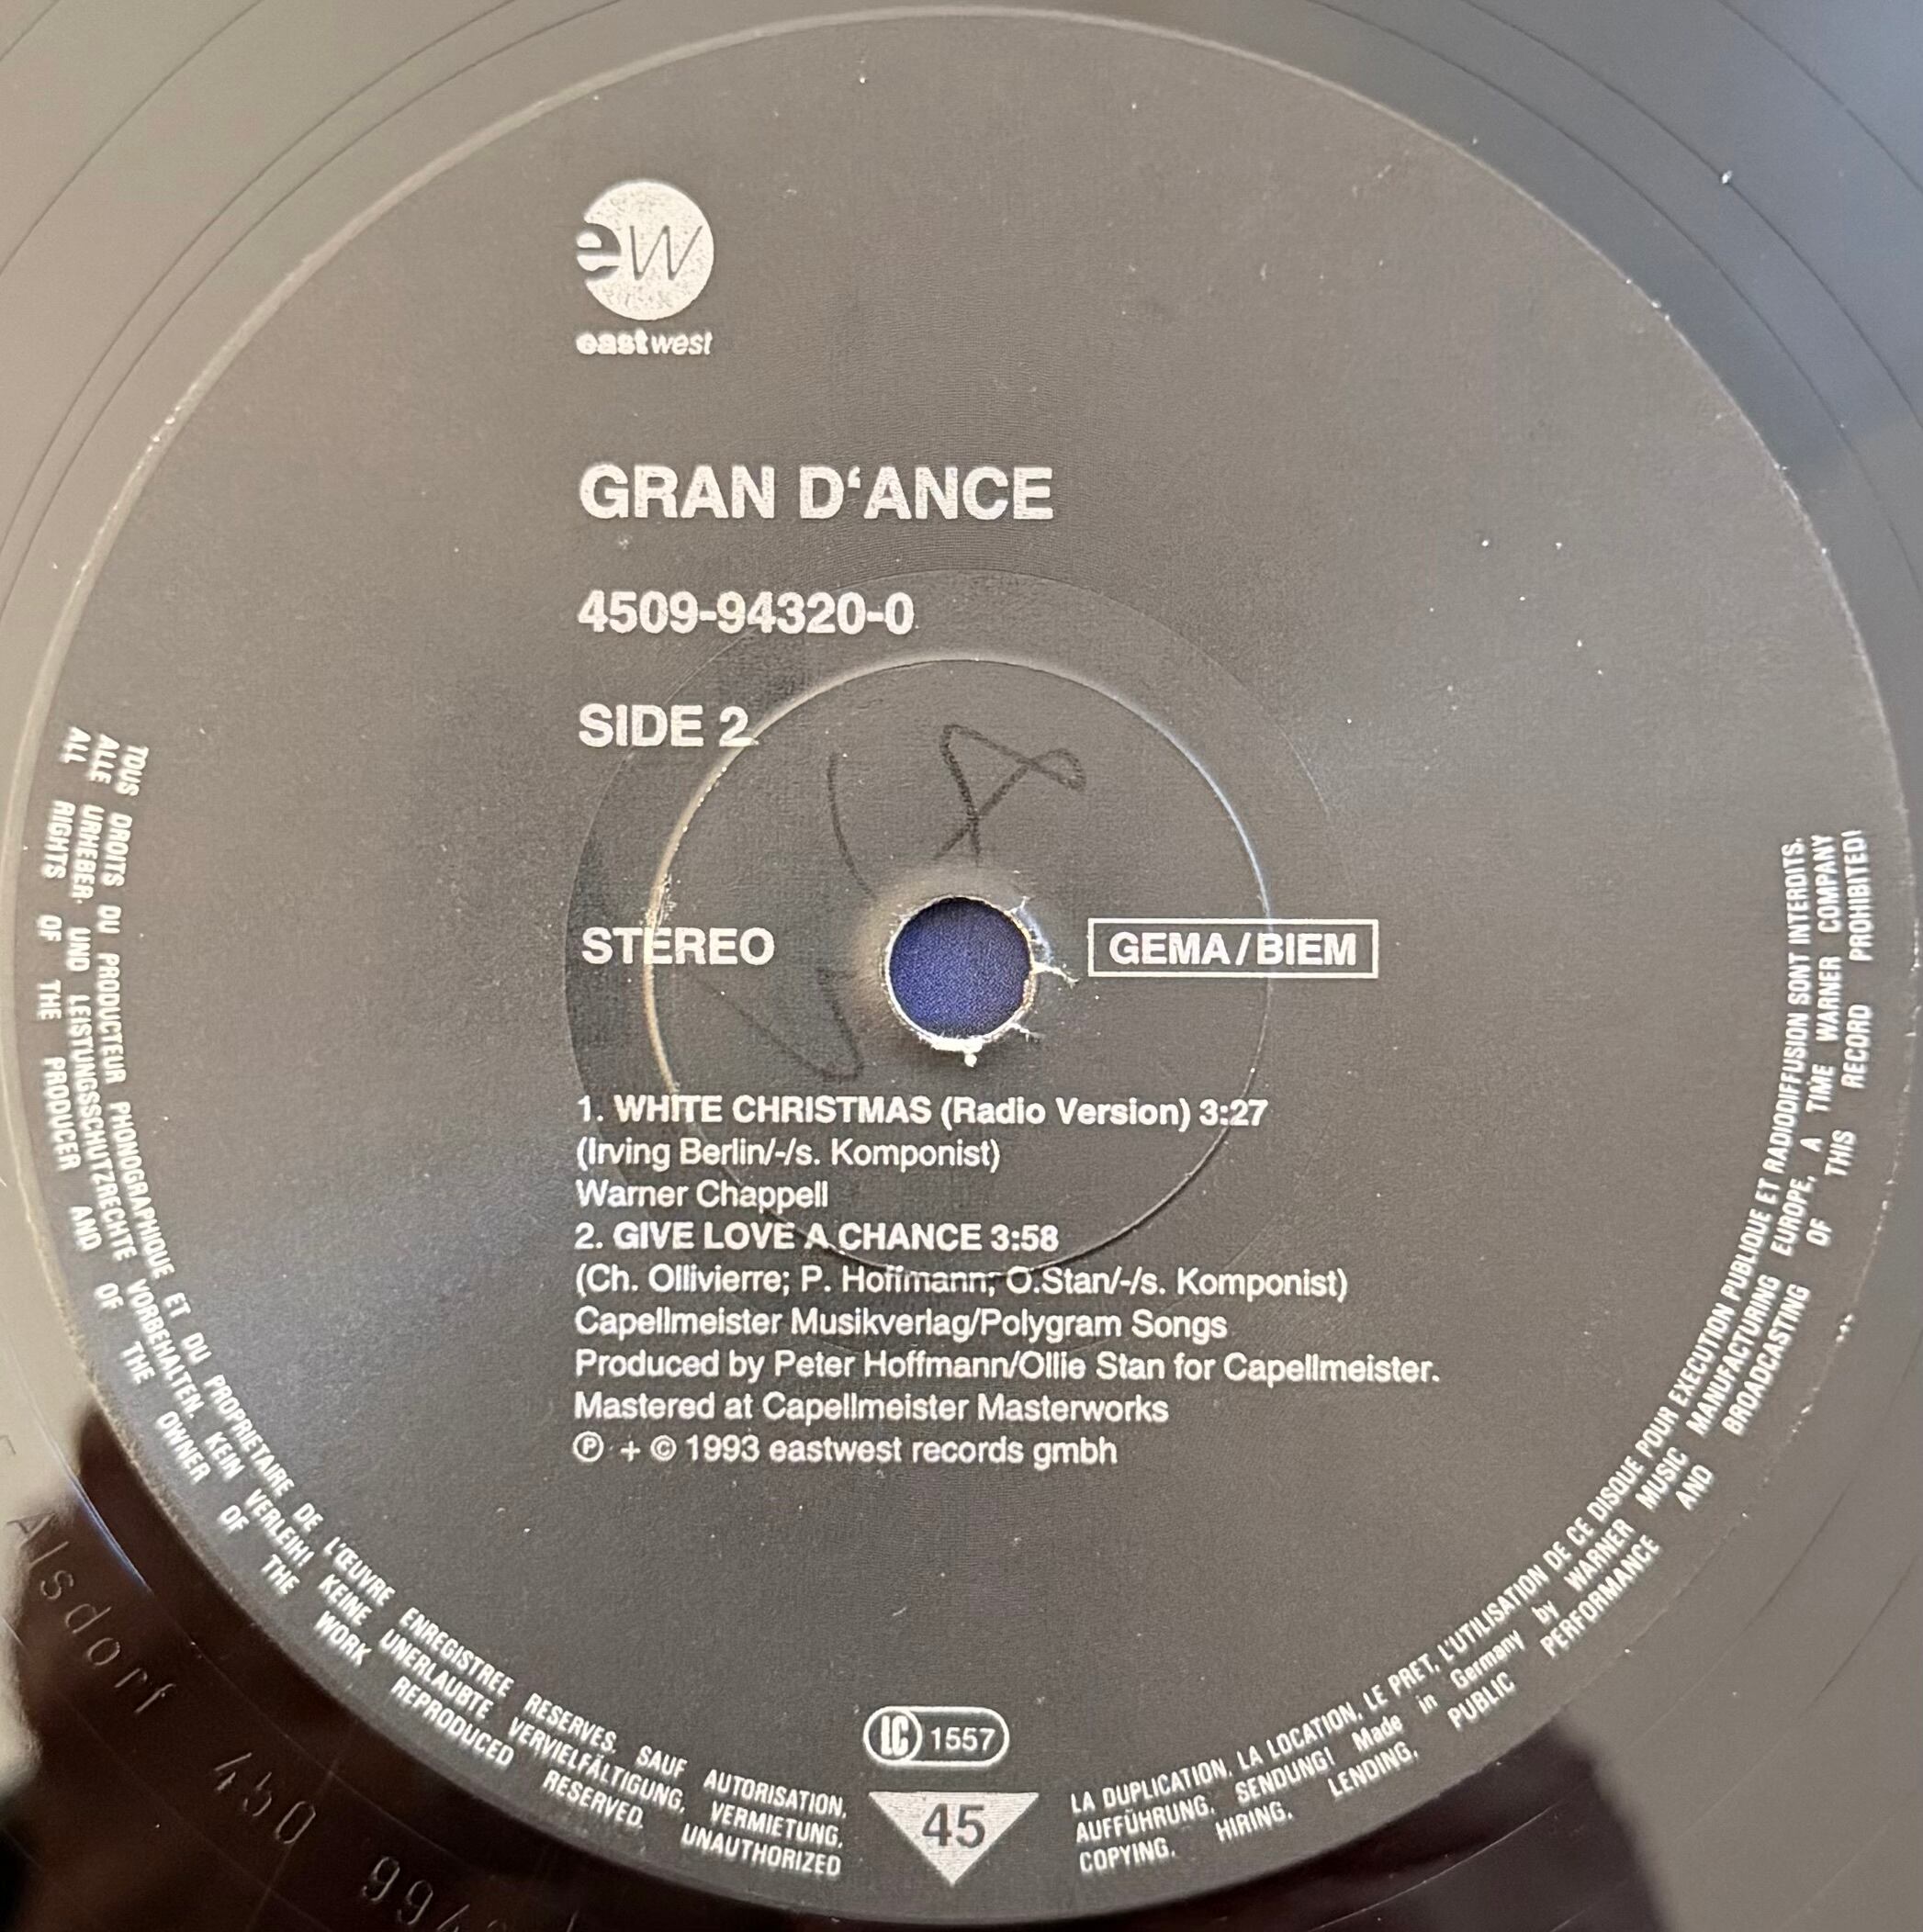 ew
eastwest
GRAN D‘ANCE
4509-94320-0
SIDE 2
STEREO
GEMA/BIEM
1. WHITE CHRISTMAS (Radio Version) 3:27
(Irving Berlin/-/s. Komponist)
Warner Chappell
2. GIVE LOVE A CHANCE 3:58
(Ch. Ollivierre; P. Hoffmann; O.Stan/-/s. Komponist)
Capellmeister Musikverlag/Polygram Songs
Produced by Peter Hoffmann/Ollie Stan for Capellmeister.
Mastered at Capellmeister Masterworks
℗ + © 1993 eastwest records gmbh
LC 1557
45
TOUS DROITS DU PRODUCTEUR PHONOGRAPHIQUE ET DU PROPRIETAIRE DE L'ŒUVRE ENREGISTREE RESERVES. SAUF AUTORISATION, LA DUPLICATION, LA LOCATION, LE PRET, L'UTILISATION DE CE DISQUE POUR EXECUTION PUBLIQUE ET RADIODIFFUSION SONT INTERDITS.
ALLE URHEBER- UND LEISTUNGSSCHUTZRECHTE VORBEHALTEN. KEIN VERLEIH! KEINE UNERLAUBTE VERVIELFÄLTIGUNG, VERMIETUNG, AUFFÜHRUNG, SENDUNG! Made in Germany by WARNER MUSIC MANUFACTURING EUROPE, A TIME WARNER COMPANY
ALL RIGHTS OF THE PRODUCER AND OF THE OWNER OF THE WORK REPRODUCED RESERVED. UNAUTHORIZED COPYING, HIRING, LENDING, PUBLIC PERFORMANCE AND BROADCASTING OF THIS RECORD PROHIBITED!
Alsdorf 450